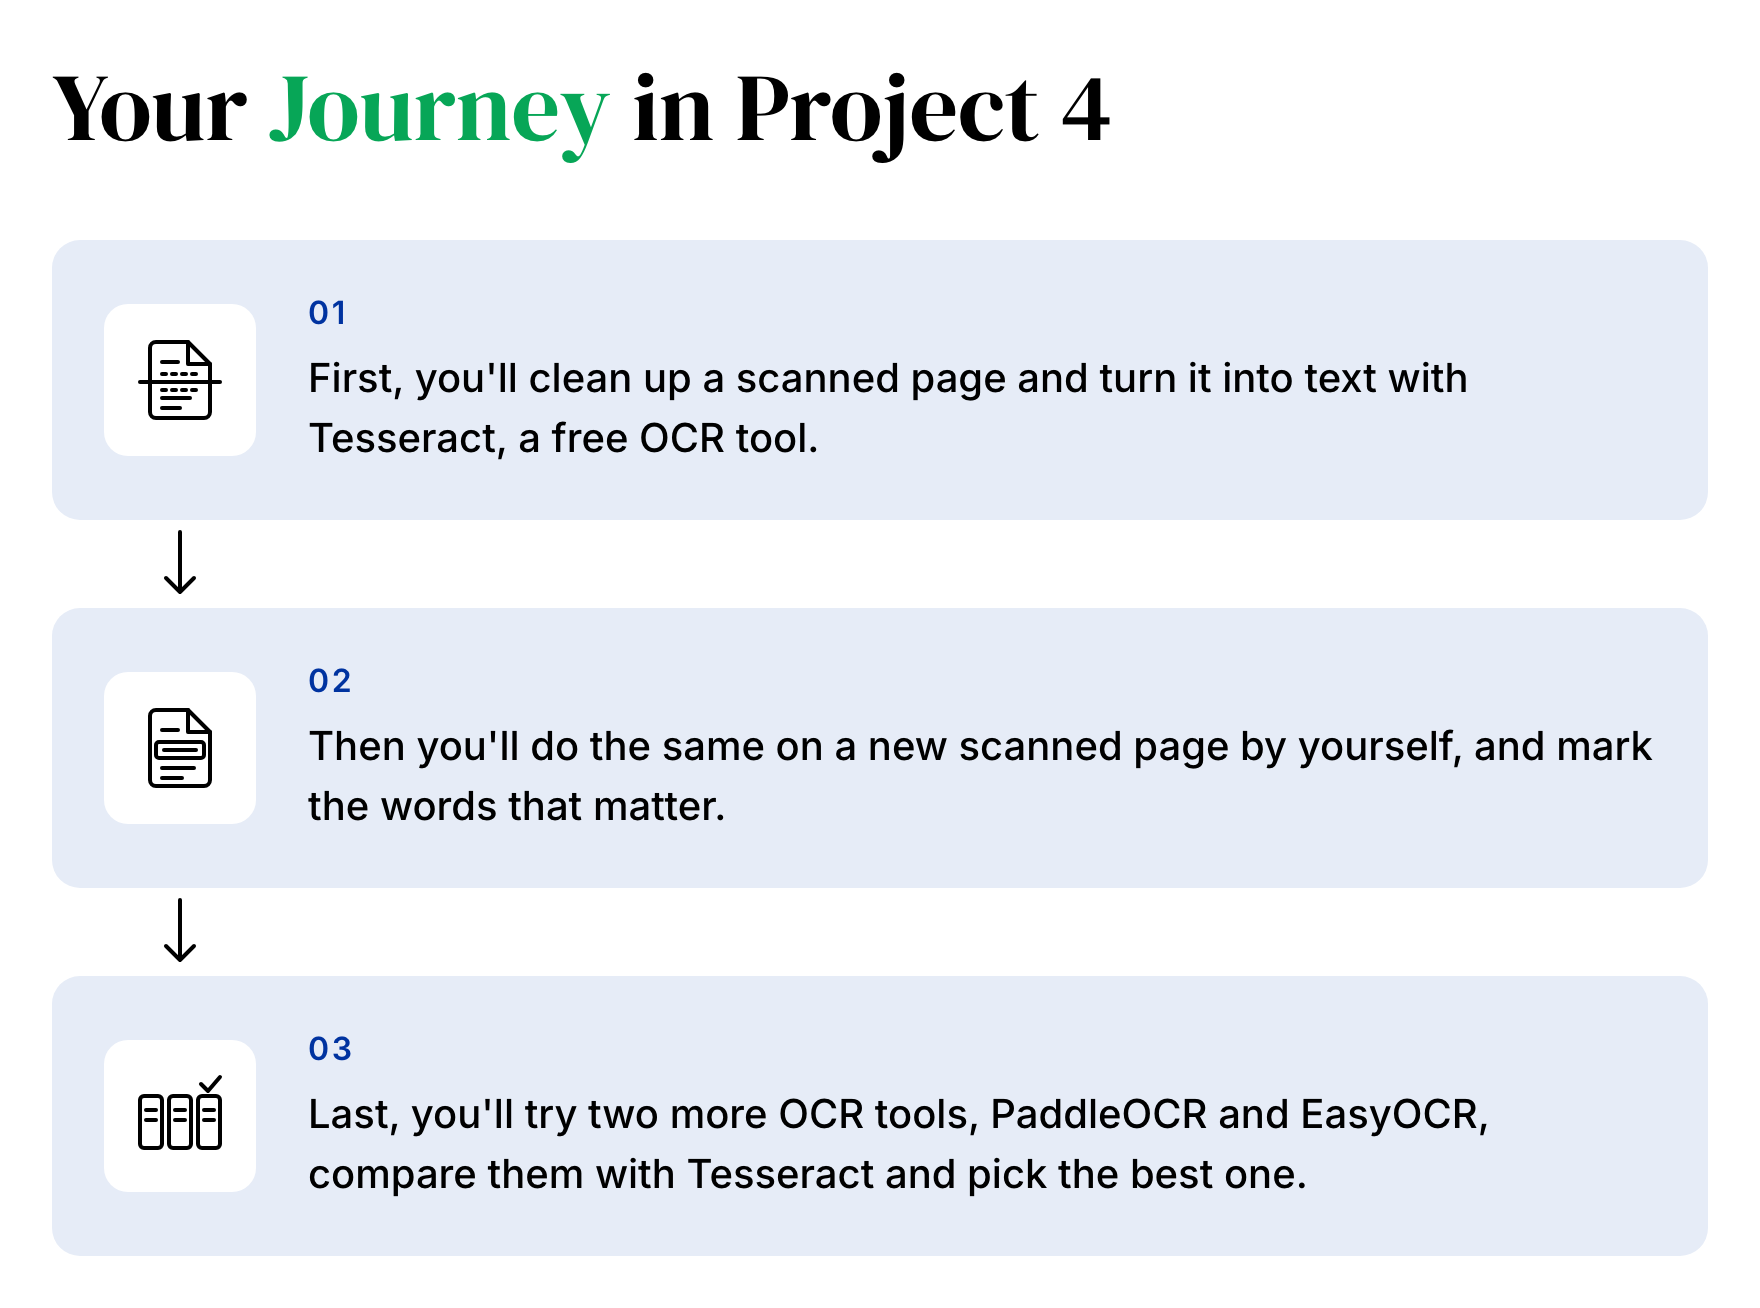 Your Journey in Project 4
01
First, you'll clean up a scanned page and turn it into text with
Tesseract, a free OCR tool.
02
Then you'll do the same on a new scanned page by yourself, and mark
the words that matter.
03
Last, you'll try two more OCR tools, PaddleOCR and EasyOCR,
compare them with Tesseract and pick the best one.